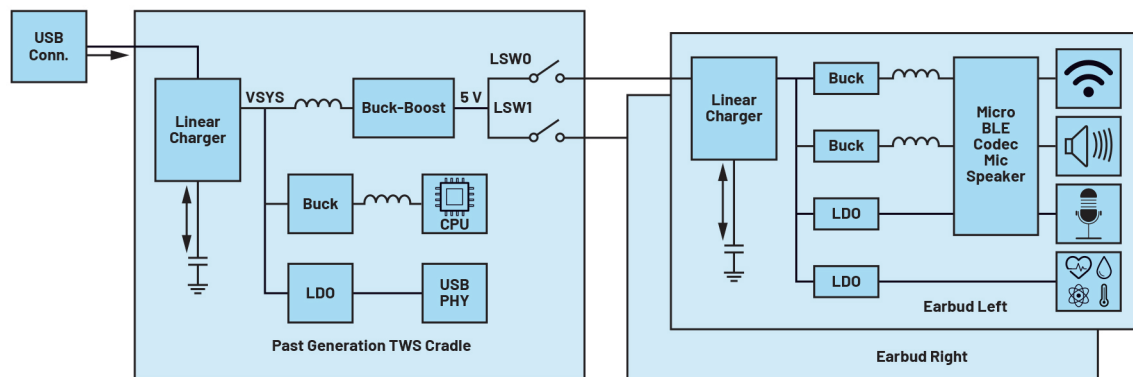 USB
Conn.
Linear
Charger
VSYS
Buck-Boost
5 V
LSW0
LSW1
Buck
CPU
LDO
USB
PHY
Past Generation TWS Cradle
Linear
Charger
Buck
Buck
LDO
LDO
Micro
BLE
Codec
Mic
Speaker
Earbud Left
Earbud Right